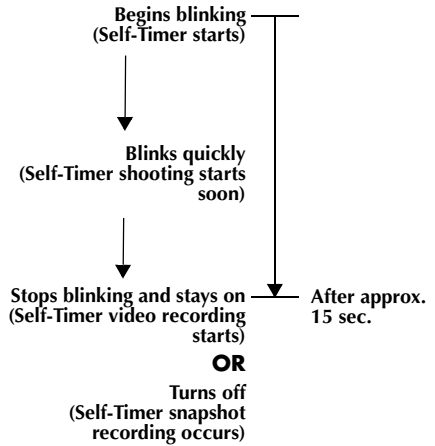 Begins blinking
(Self-Timer starts)
Blinks quickly
(Self-Timer shooting starts
soon)
Stops blinking and stays on
(Self-Timer video recording
starts)
After approx.
15 sec.
OR
Turns off
(Self-Timer snapshot
recording occurs)